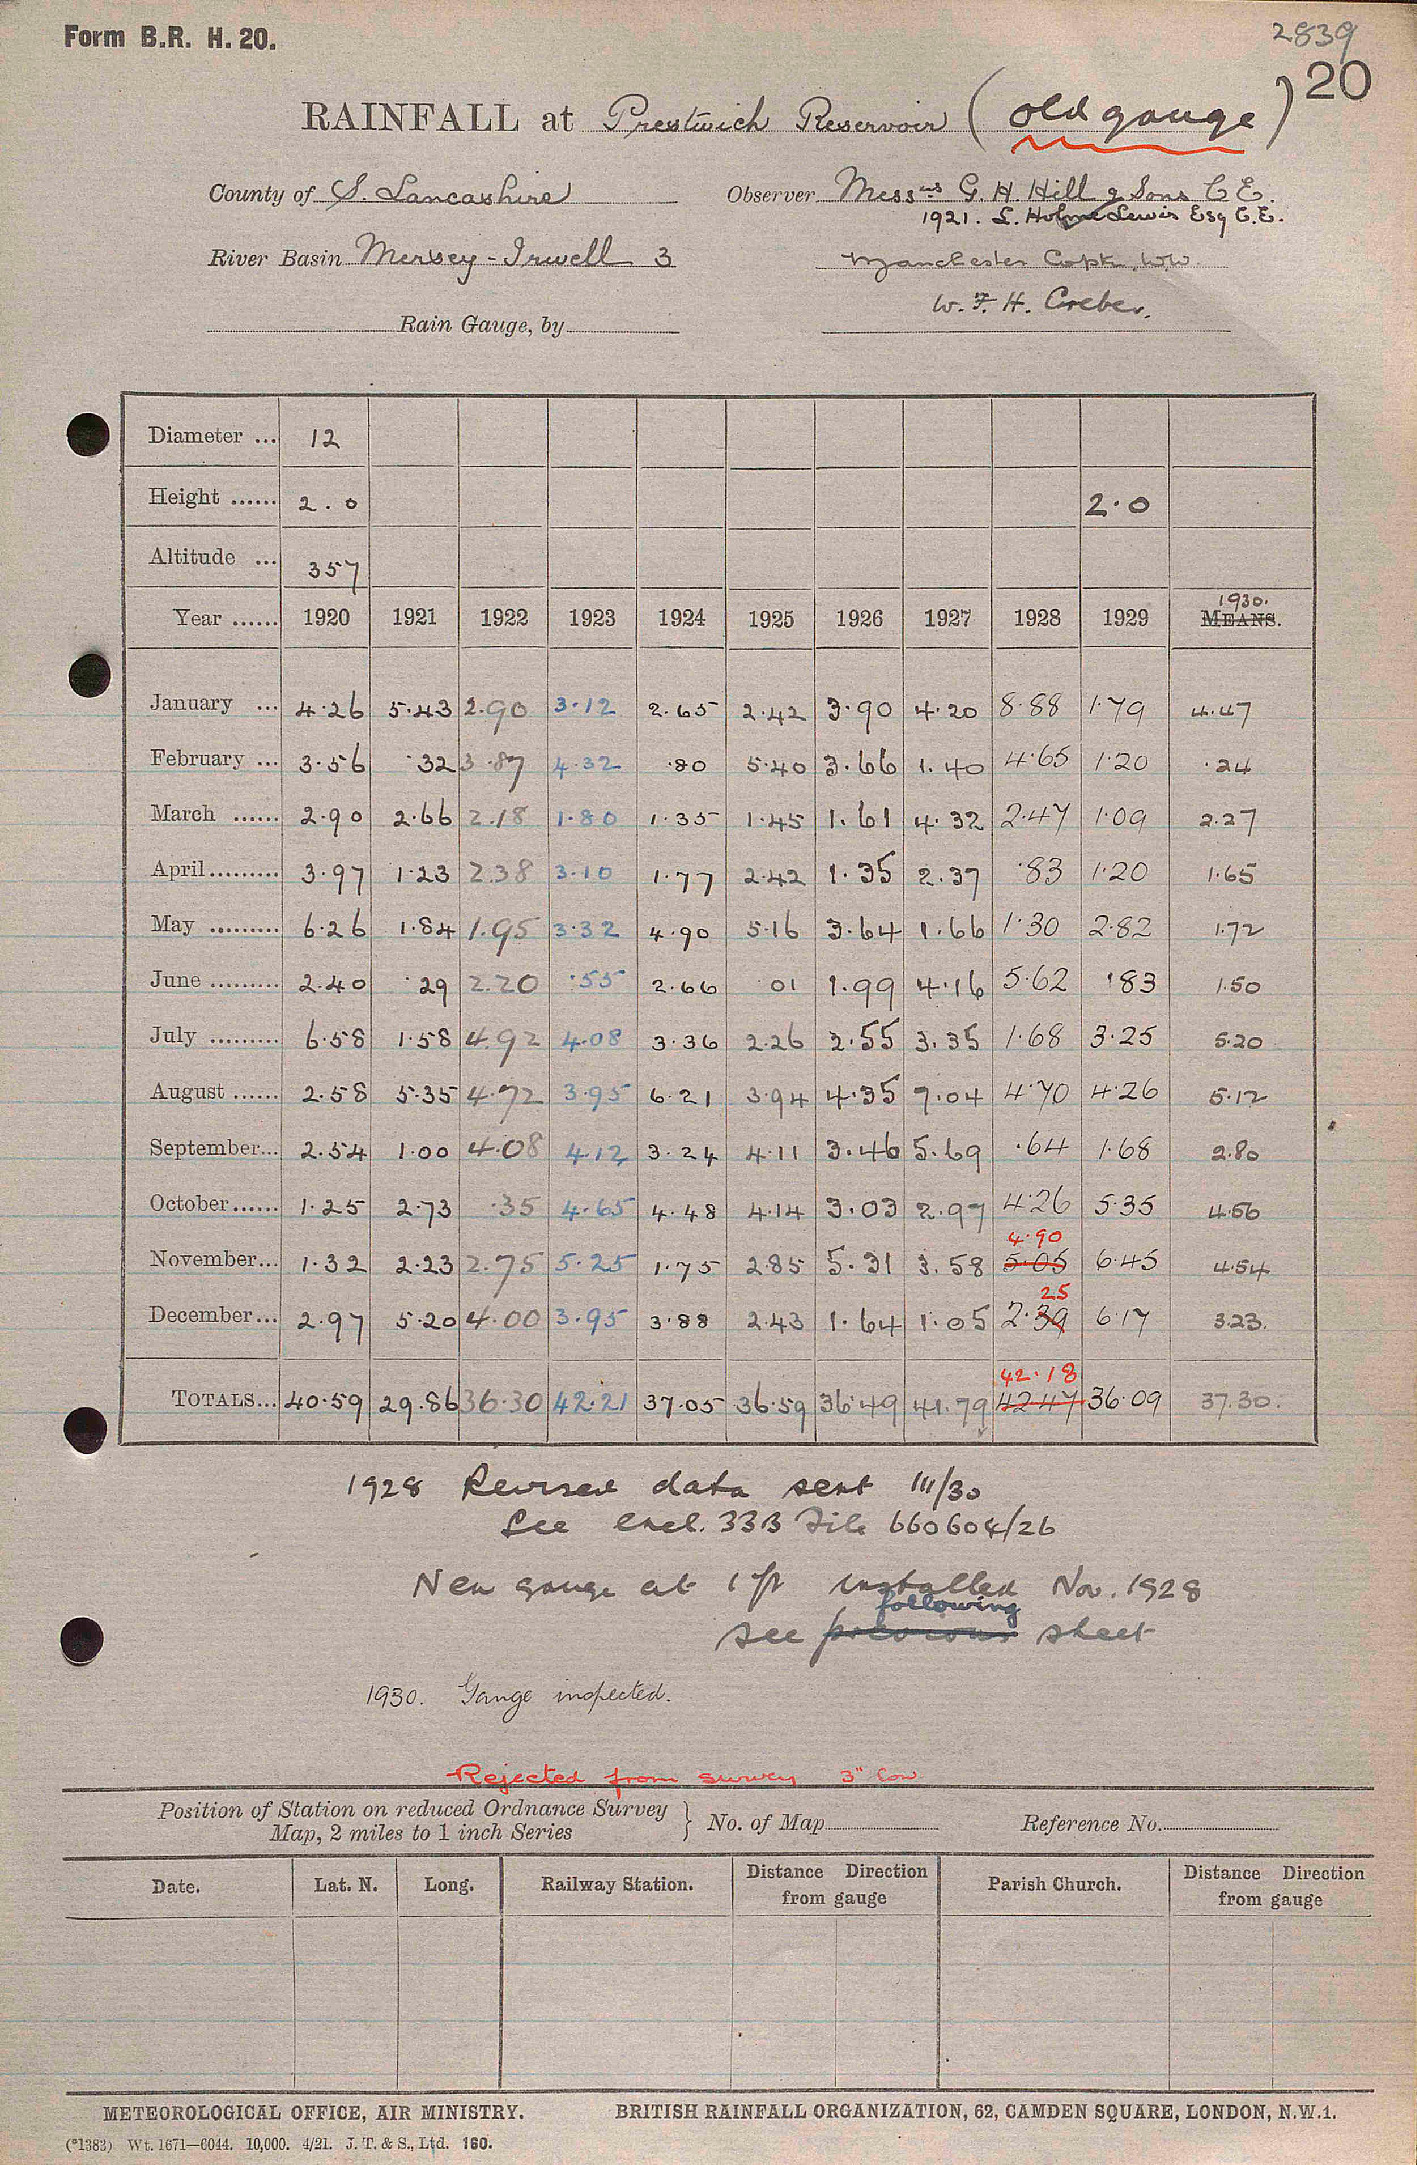 Form B.R. H. 20.
2839
20
RAINFALL at Prestwich Reservoir (old gauge)
County of S. Lancashire
Observer Messrs G. H. Hill & Sons C E.
1921. L. Holme Lewis Esq C.E.
River Basin Mersey - Irwell 3
Manchester Copn. W.W.
W. F. H. Creber.
Rain Gauge, by
Diameter ... 12
Height ...... 2.0 2.0
Altitude ... 357
1930.
Year ...... 1920 1921 1922 1923 1924 1925 1926 1927 1928 1929 MEANS.
January ... 4.26 5.43 2.90 3.12 2.65 2.42 3.90 4.20 8.88 1.79 4.47
February ... 3.56 .32 3.87 4.32 .80 5.40 3.66 1.40 4.65 1.20 .24
March ...... 2.90 2.66 2.18 1.80 1.35 1.45 1.61 4.32 2.47 1.09 2.27
April......... 3.97 1.23 2.38 3.10 1.77 2.42 1.35 2.37 .83 1.20 1.65
May ......... 6.26 1.84 1.95 3.32 4.90 5.16 3.64 1.66 1.30 2.82 1.72
June ......... 2.40 .29 2.20 .55 2.66 01 1.99 4.16 5.62 .83 1.50
July ......... 6.58 1.58 4.92 4.08 3.36 2.26 2.55 3.35 1.68 3.25 5.20
August ...... 2.58 5.35 4.72 3.95 6.21 3.94 4.35 7.04 4.70 4.26 5.12
September... 2.54 1.00 4.08 4.12 3.24 4.11 3.46 5.69 .64 1.68 2.80
October...... 1.25 2.73 .35 4.65 4.48 4.14 3.03 2.97 4.26 5.35 4.56
4.90
November... 1.32 2.23 2.75 5.25 1.75 2.85 5.31 3.58 5.05 6.45 4.54
25
December... 2.97 5.20 4.00 3.95 3.88 2.43 1.64 1.05 2.39 6.17 3.23.
42.18
TOTALS... 40.59 29.86 36.30 42.21 37.05 36.59 36.49 41.79 42.47 36.09 37.30.
1928 Revised data sent 111/30
See encl. 33B File 660604/26
New gauge at 1 ft installed Nov. 1928
following
see previous sheet
1930. Gauge inspected.
Rejected from survey 3" low
Position of Station on reduced Ordnance Survey
Map, 2 miles to 1 inch Series } No. of Map Reference No.
Date. Lat. N. Long. Railway Station. Distance Direction from gauge Parish Church. Distance Direction from gauge
METEOROLOGICAL OFFICE, AIR MINISTRY. BRITISH RAINFALL ORGANIZATION, 62, CAMDEN SQUARE, LONDON, N.W.1.
(*1383) Wt. 1671—6044. 10,000. 4/21. J. T. & S., Ltd. 160.